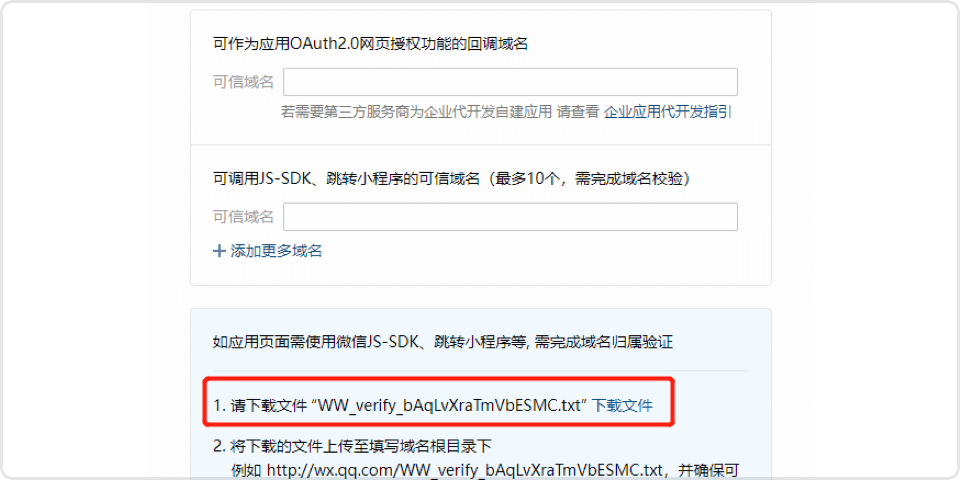 可作为应用OAuth2.0网页授权功能的回调域名
可信域名
若需要第三方服务商为企业代开发自建应用 请查看 企业应用代开发指引
可调用JS-SDK、跳转小程序的可信域名（最多10个，需完成域名校验）
可信域名
+ 添加更多域名
如应用页面需使用微信JS-SDK、跳转小程序等, 需完成域名归属验证
1. 请下载文件 “WW_verify_bAqLvXraTmVbESMC.txt” 下载文件
2. 将下载的文件上传至填写域名根目录下
例如 http://wx.qq.com/WW_verify_bAqLvXraTmVbESMC.txt，并确保可